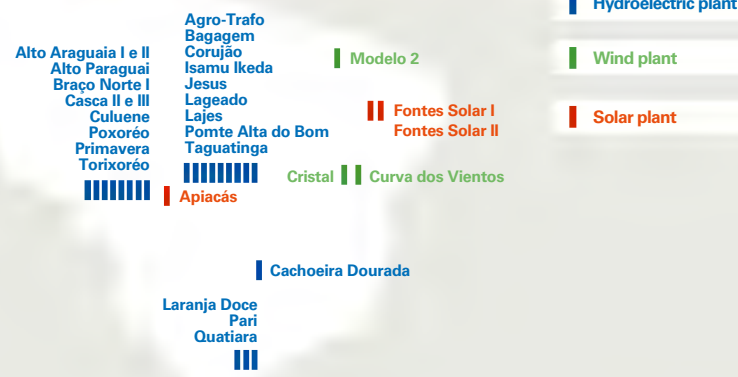 Hydroelectric plant
Wind plant
Solar plant
Agro-Trafo
Bagagem
Corujão
Isamu Ikeda
Jesus
Lageado
Lajes
Pomte Alta do Bom
Taguatinga
Alto Araguaia I e II
Alto Paraguai
Braço Norte I
Casca II e III
Culuene
Poxoréo
Primavera
Torixoréo
Modelo 2
Fontes Solar I
Fontes Solar II
Cristal
Curva dos Vientos
Apiacás
Cachoeira Dourada
Laranja Doce
Pari
Quatiara